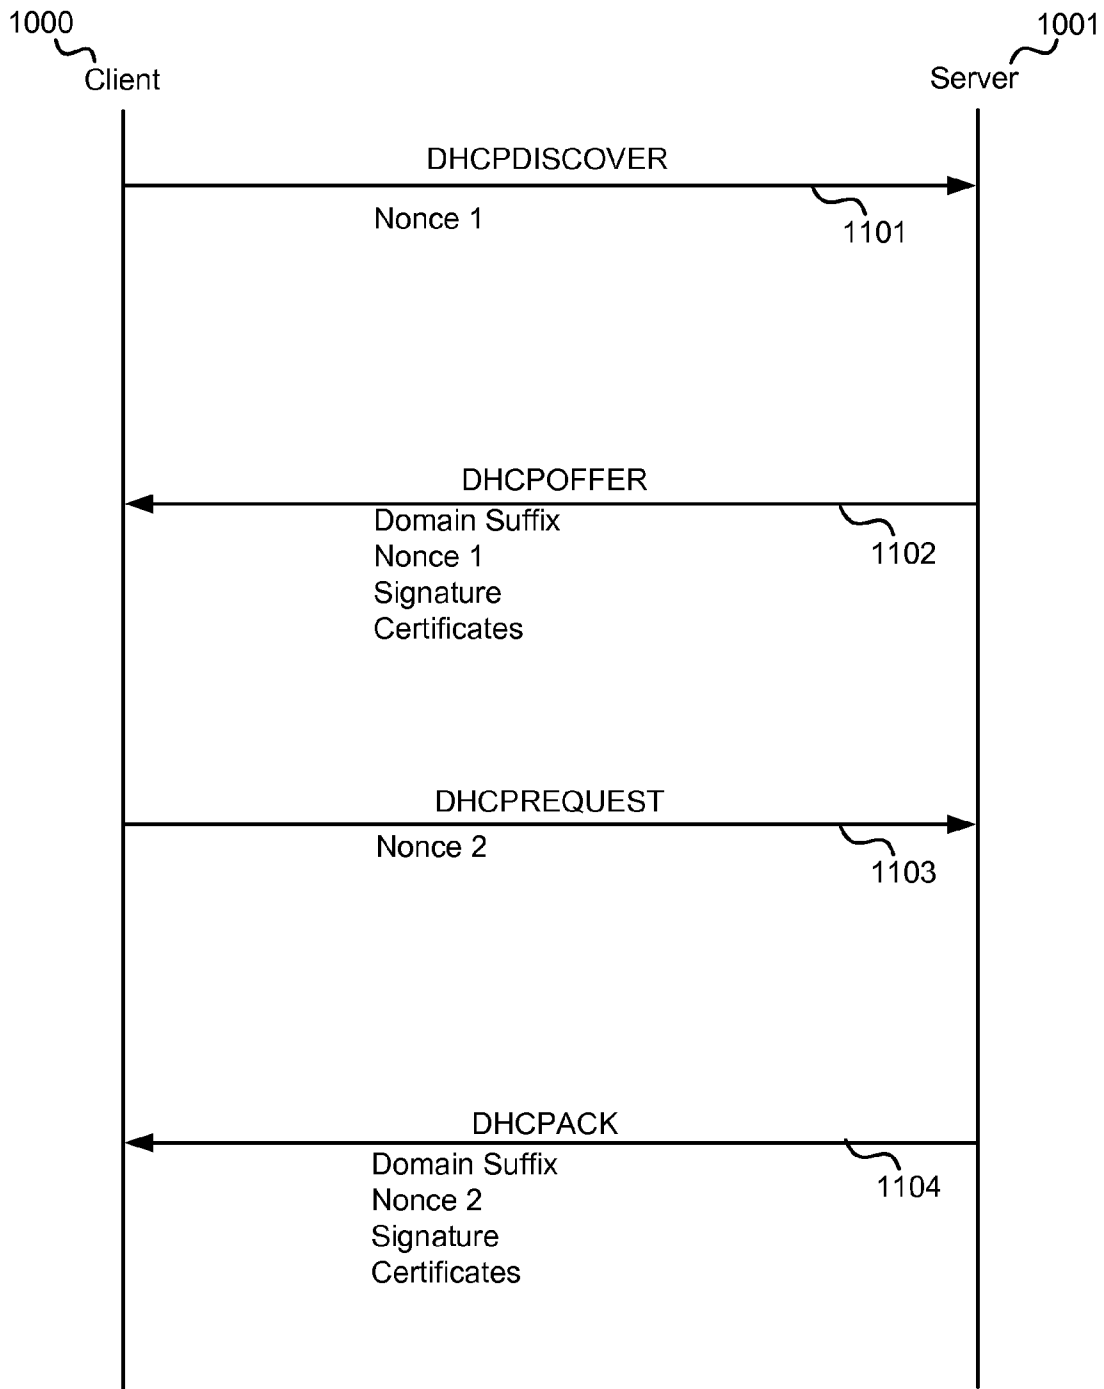 1000
1001
Client
Server
DHCPDISCOVER
Nonce 1
1101
DHCPOFFER
Domain Suffix
Nonce 1
Signature
Certificates
1102
DHCPREQUEST
Nonce 2
1103
DHCPACK
Domain Suffix
Nonce 2
Signature
Certificates
1104